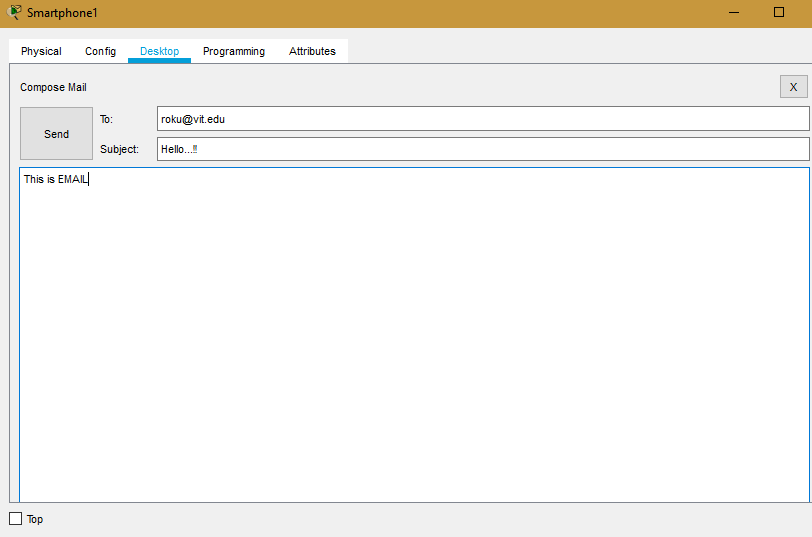 Smartphone1
Physical Config Desktop Programming Attributes
Compose Mail X
Send
To: roku@vit.edu
Subject: Hello...!!
This is EMAIL
Top